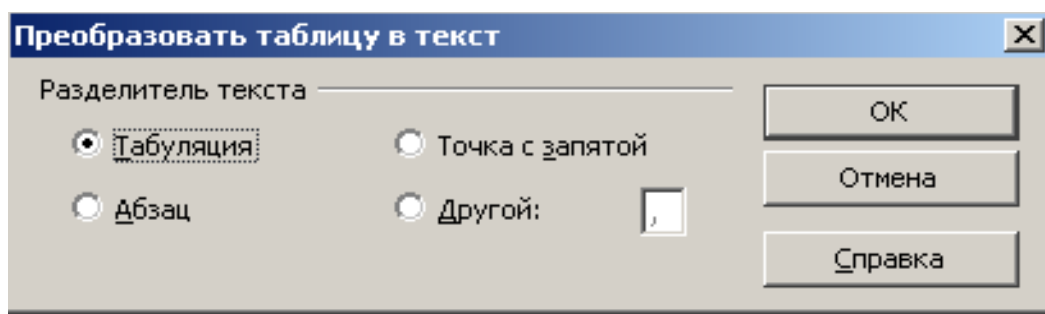 Преобразовать таблицу в текст
Разделитель текста
Табуляция
Точка с запятой
Абзац
Другой: ,
ОК
Отмена
Справка